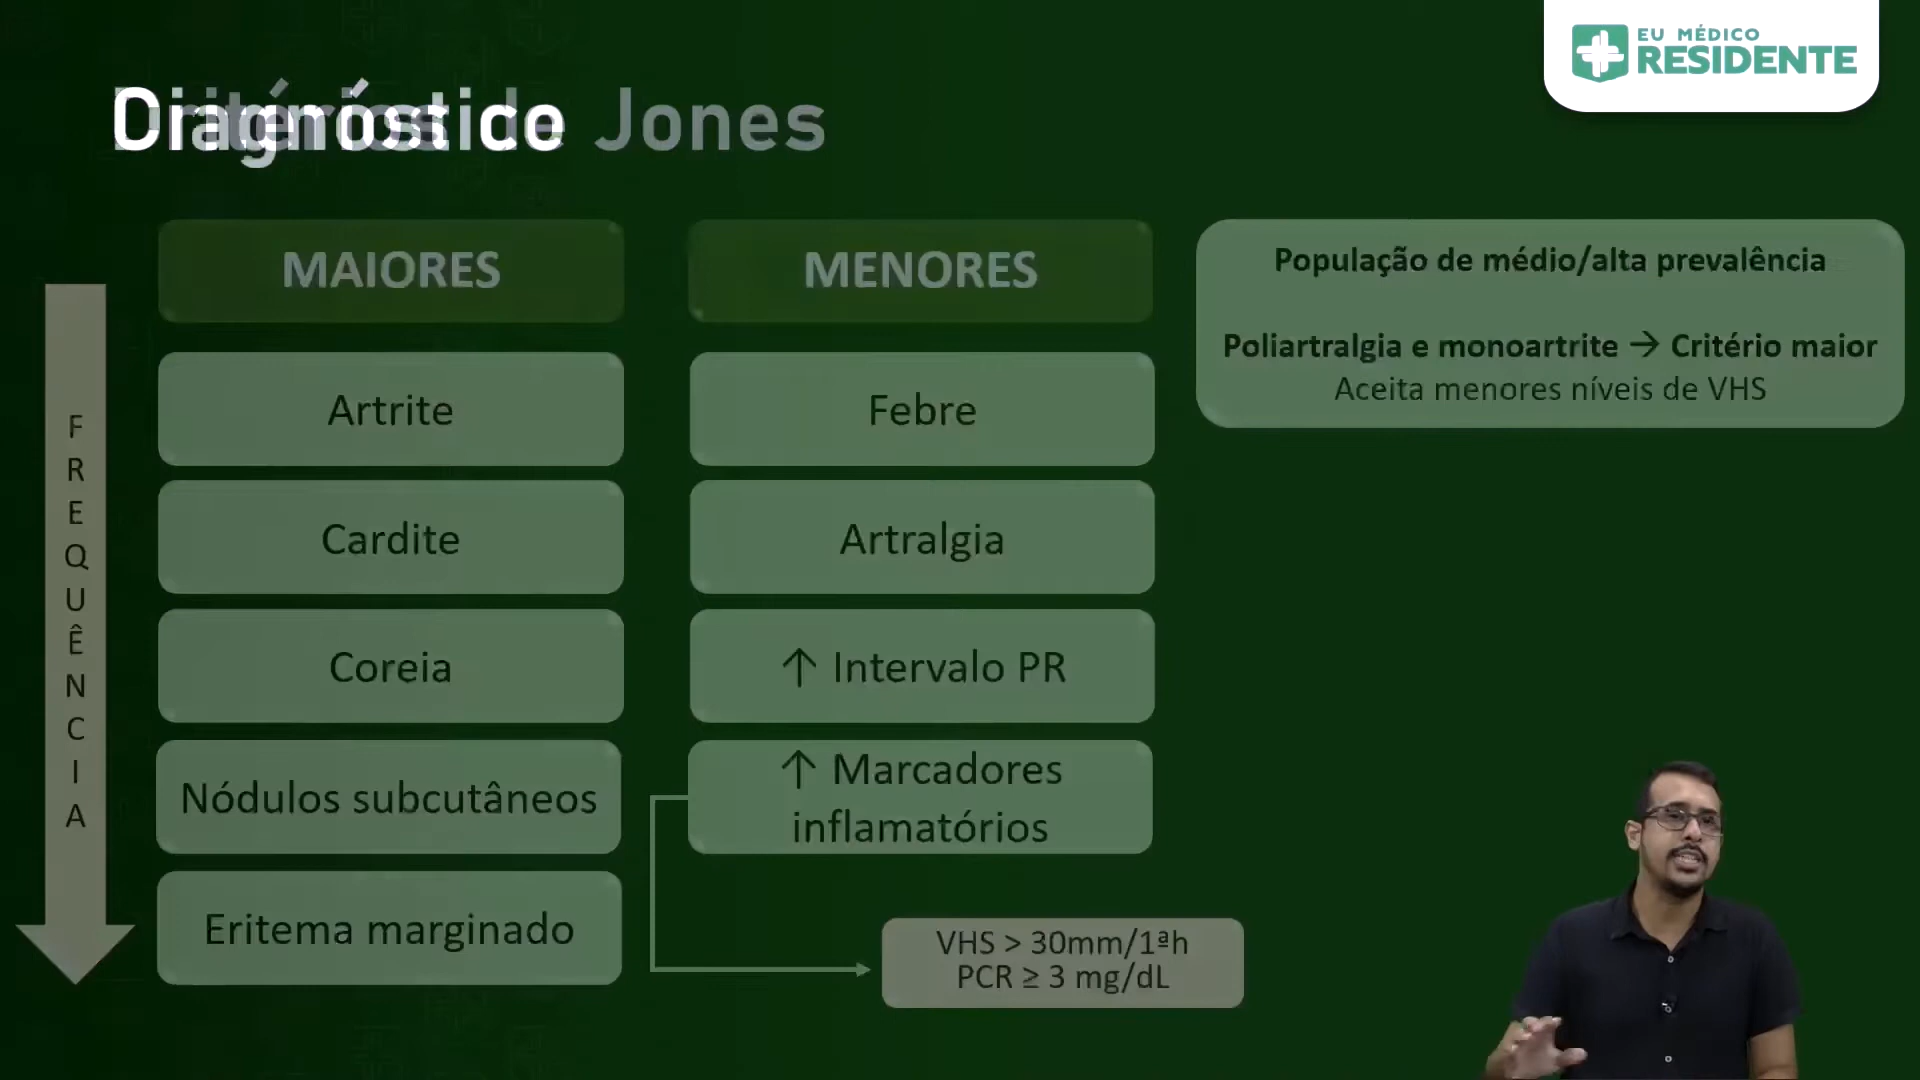 EU MÉDICO
RESIDENTE
Diagnóstico
Critérios de Jones
MAIORES
MENORES
População de médio/alta prevalência
Poliartralgia e monoartrite → Critério maior
Aceita menores níveis de VHS
FREQUÊNCIA
Artrite
Febre
Cardite
Artralgia
Coreia
↑ Intervalo PR
Nódulos subcutâneos
↑ Marcadores
inflamatórios
Eritema marginado
VHS > 30mm/1ªh
PCR ≥ 3 mg/dL